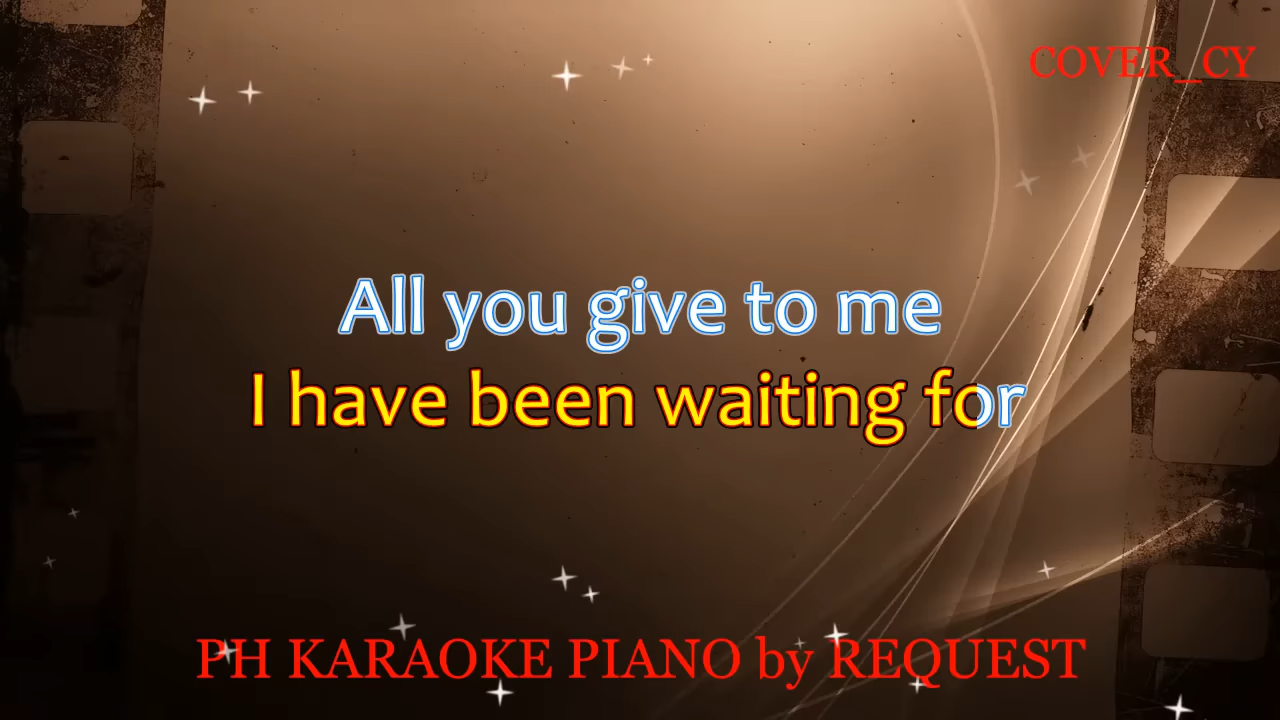 COVER_CY
All you give to me
I have been waiting for
PH KARAOKE PIANO by REQUEST